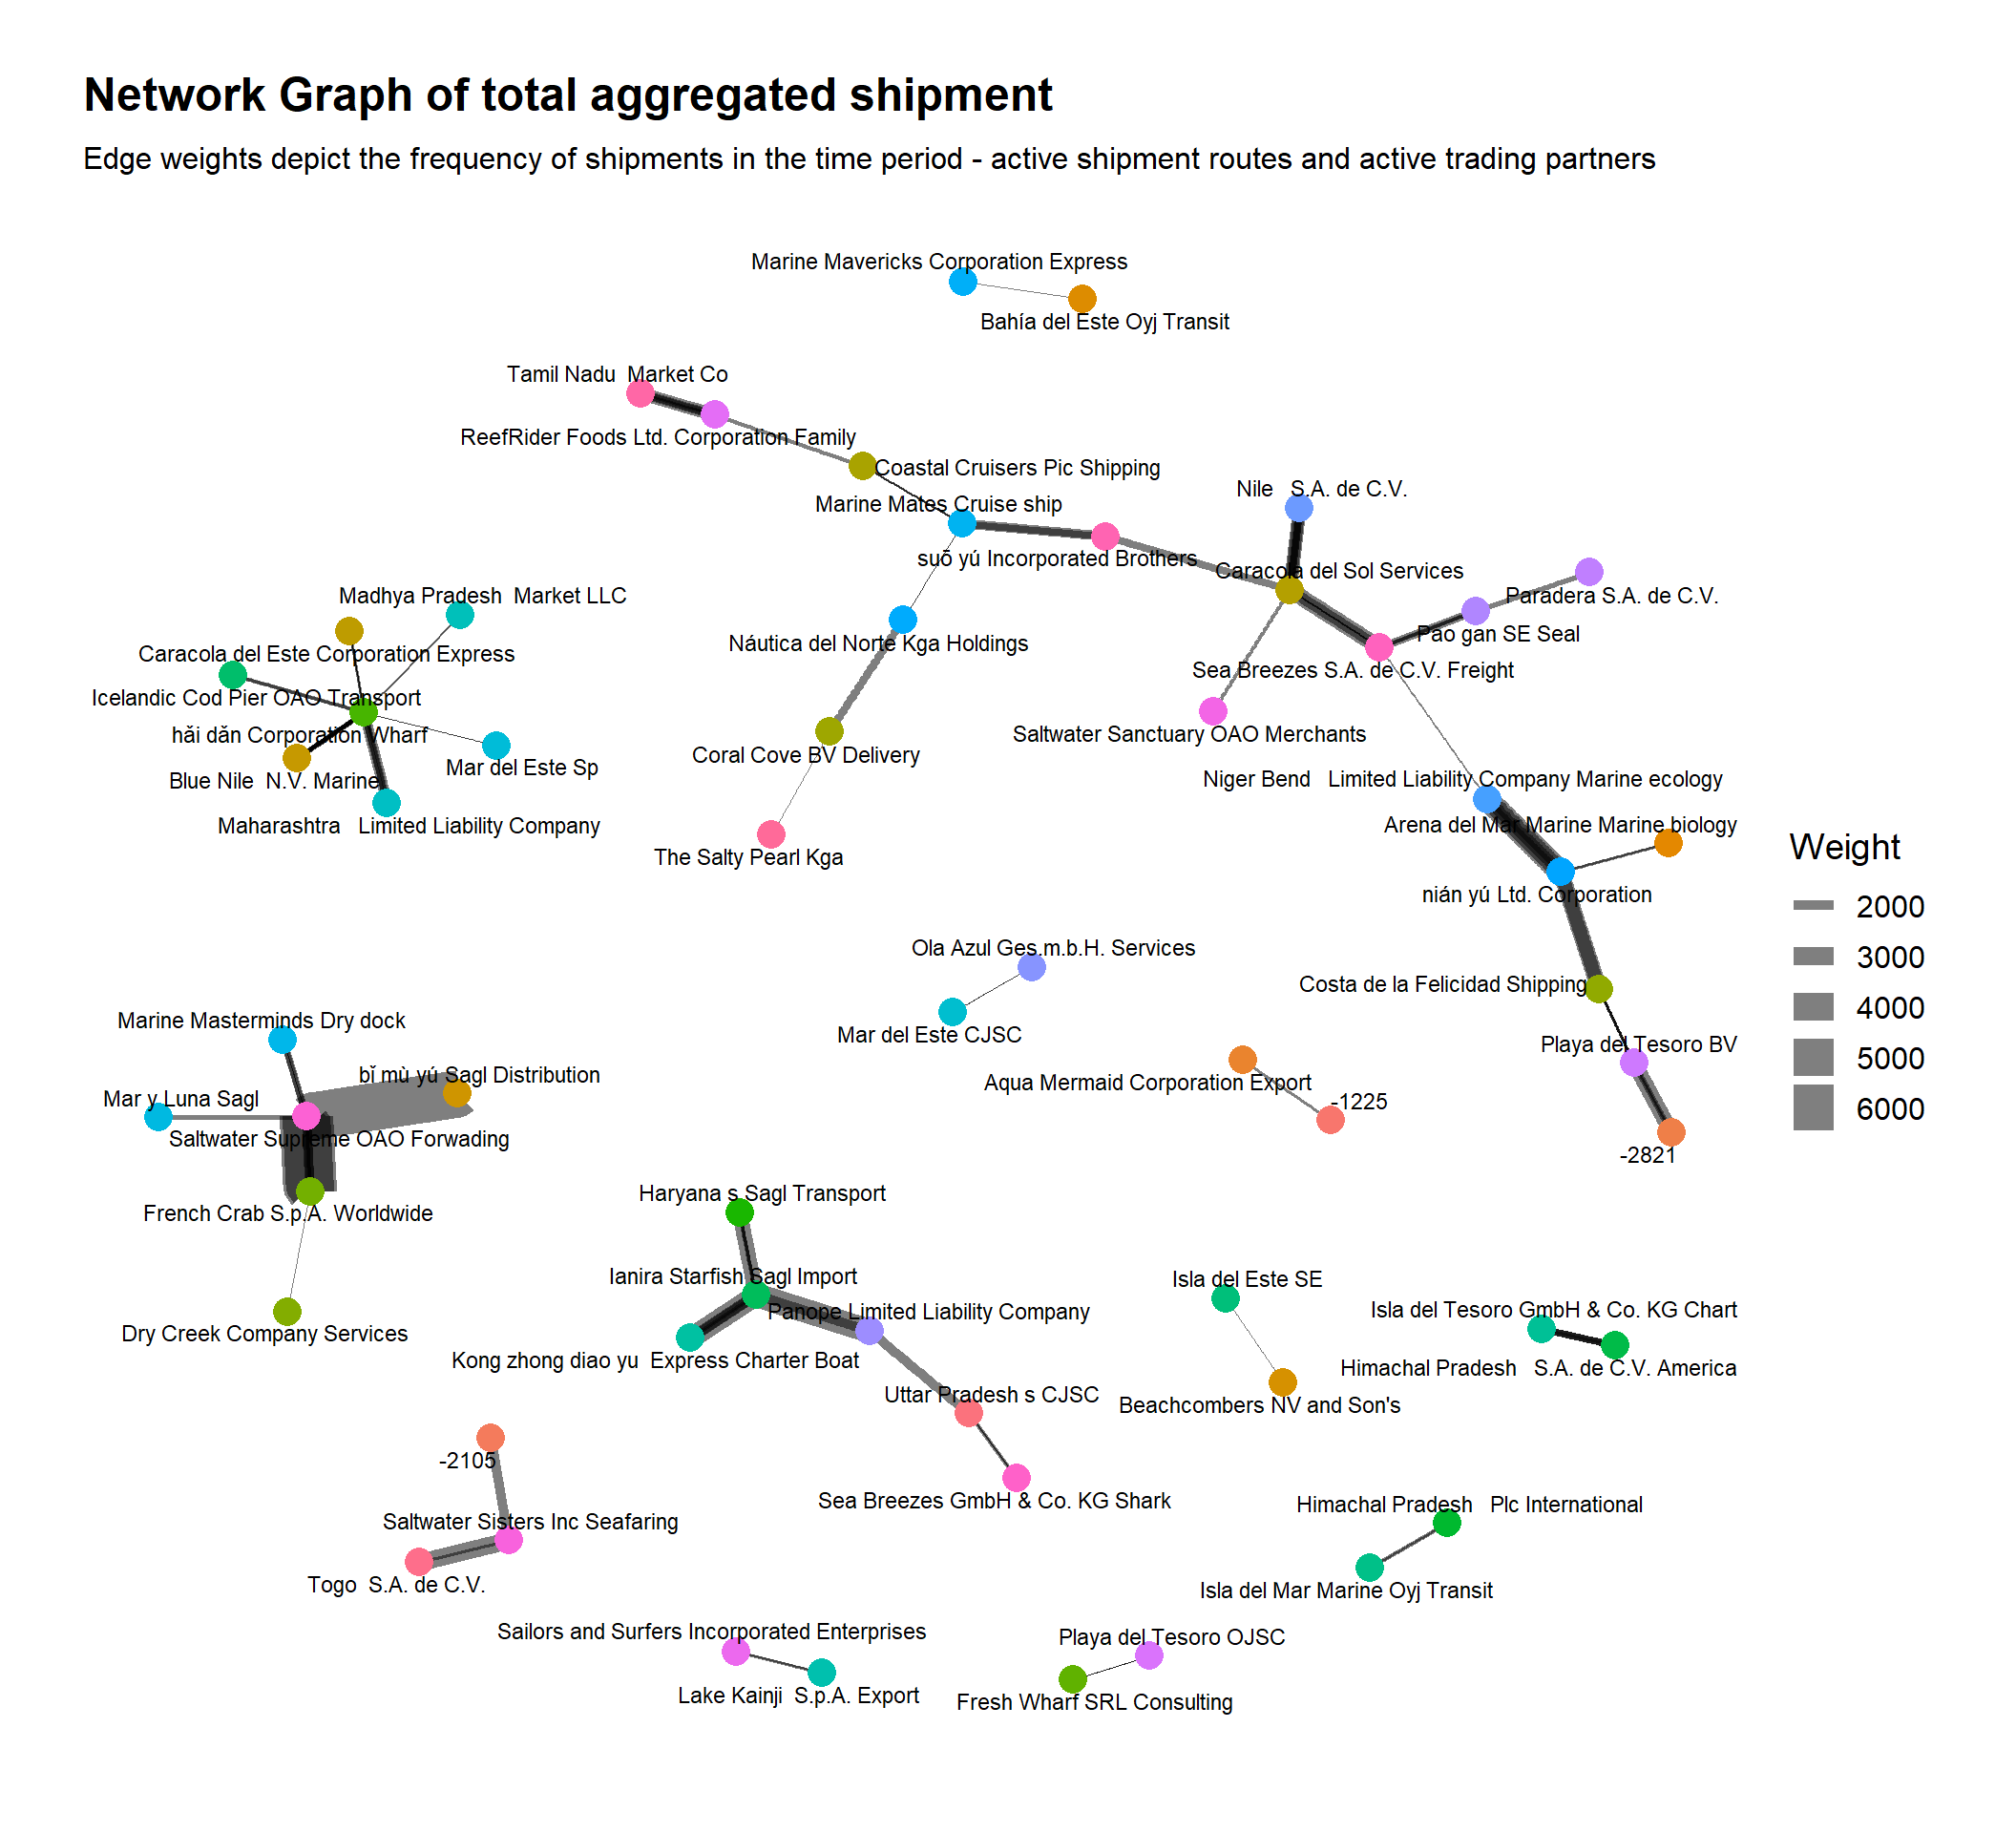 Network Graph of total aggregated shipment
Edge weights depict the frequency of shipments in the time period - active shipment routes and active trading partners
Marine Mavericks Corporation Express
Bahía del Este Oyj Transit
Tamil Nadu  Market Co
ReefRider Foods Ltd. Corporation Family
Coastal Cruisers Pic Shipping
Marine Mates Cruise ship
Nile   S.A. de C.V.
suō yú Incorporated Brothers
Caracola del Sol Services
Paradera S.A. de C.V.
Pao gan SE Seal
Náutica del Norte Kga Holdings
Sea Breezes S.A. de C.V. Freight
Saltwater Sanctuary OAO Merchants
Coral Cove BV Delivery
Niger Bend   Limited Liability Company Marine ecology
Arena del Mar Marine Marine biology
The Salty Pearl Kga
nián yú Ltd. Corporation
Madhya Pradesh  Market LLC
Caracola del Este Corporation Express
Icelandic Cod Pier OAO Transport
hǎi dǎn Corporation Wharf
Mar del Este Sp
Blue Nile  N.V. Marine
Maharashtra   Limited Liability Company
Weight
2000
3000
4000
5000
6000
Ola Azul Ges.m.b.H. Services
Mar del Este CJSC
Costa de la Felicidad Shipping
Playa del Tesoro BV
Aqua Mermaid Corporation Export
-1225
-2821
Marine Masterminds Dry dock
bǐ mù yú Sagl Distribution
Mar y Luna Sagl
Saltwater Supreme OAO Forwading
French Crab S.p.A. Worldwide
Dry Creek Company Services
Haryana s Sagl Transport
Ianira Starfish Sagl Import
Panope Limited Liability Company
Kong zhong diao yu  Express Charter Boat
Uttar Pradesh s CJSC
Sea Breezes GmbH & Co. KG Shark
Isla del Este SE
Beachcombers NV and Son's
Isla del Tesoro GmbH & Co. KG Chart
Himachal Pradesh   S.A. de C.V. America
-2105
Saltwater Sisters Inc Seafaring
Togo  S.A. de C.V.
Himachal Pradesh   Plc International
Isla del Mar Marine Oyj Transit
Sailors and Surfers Incorporated Enterprises
Lake Kainji  S.p.A. Export
Playa del Tesoro OJSC
Fresh Wharf SRL Consulting